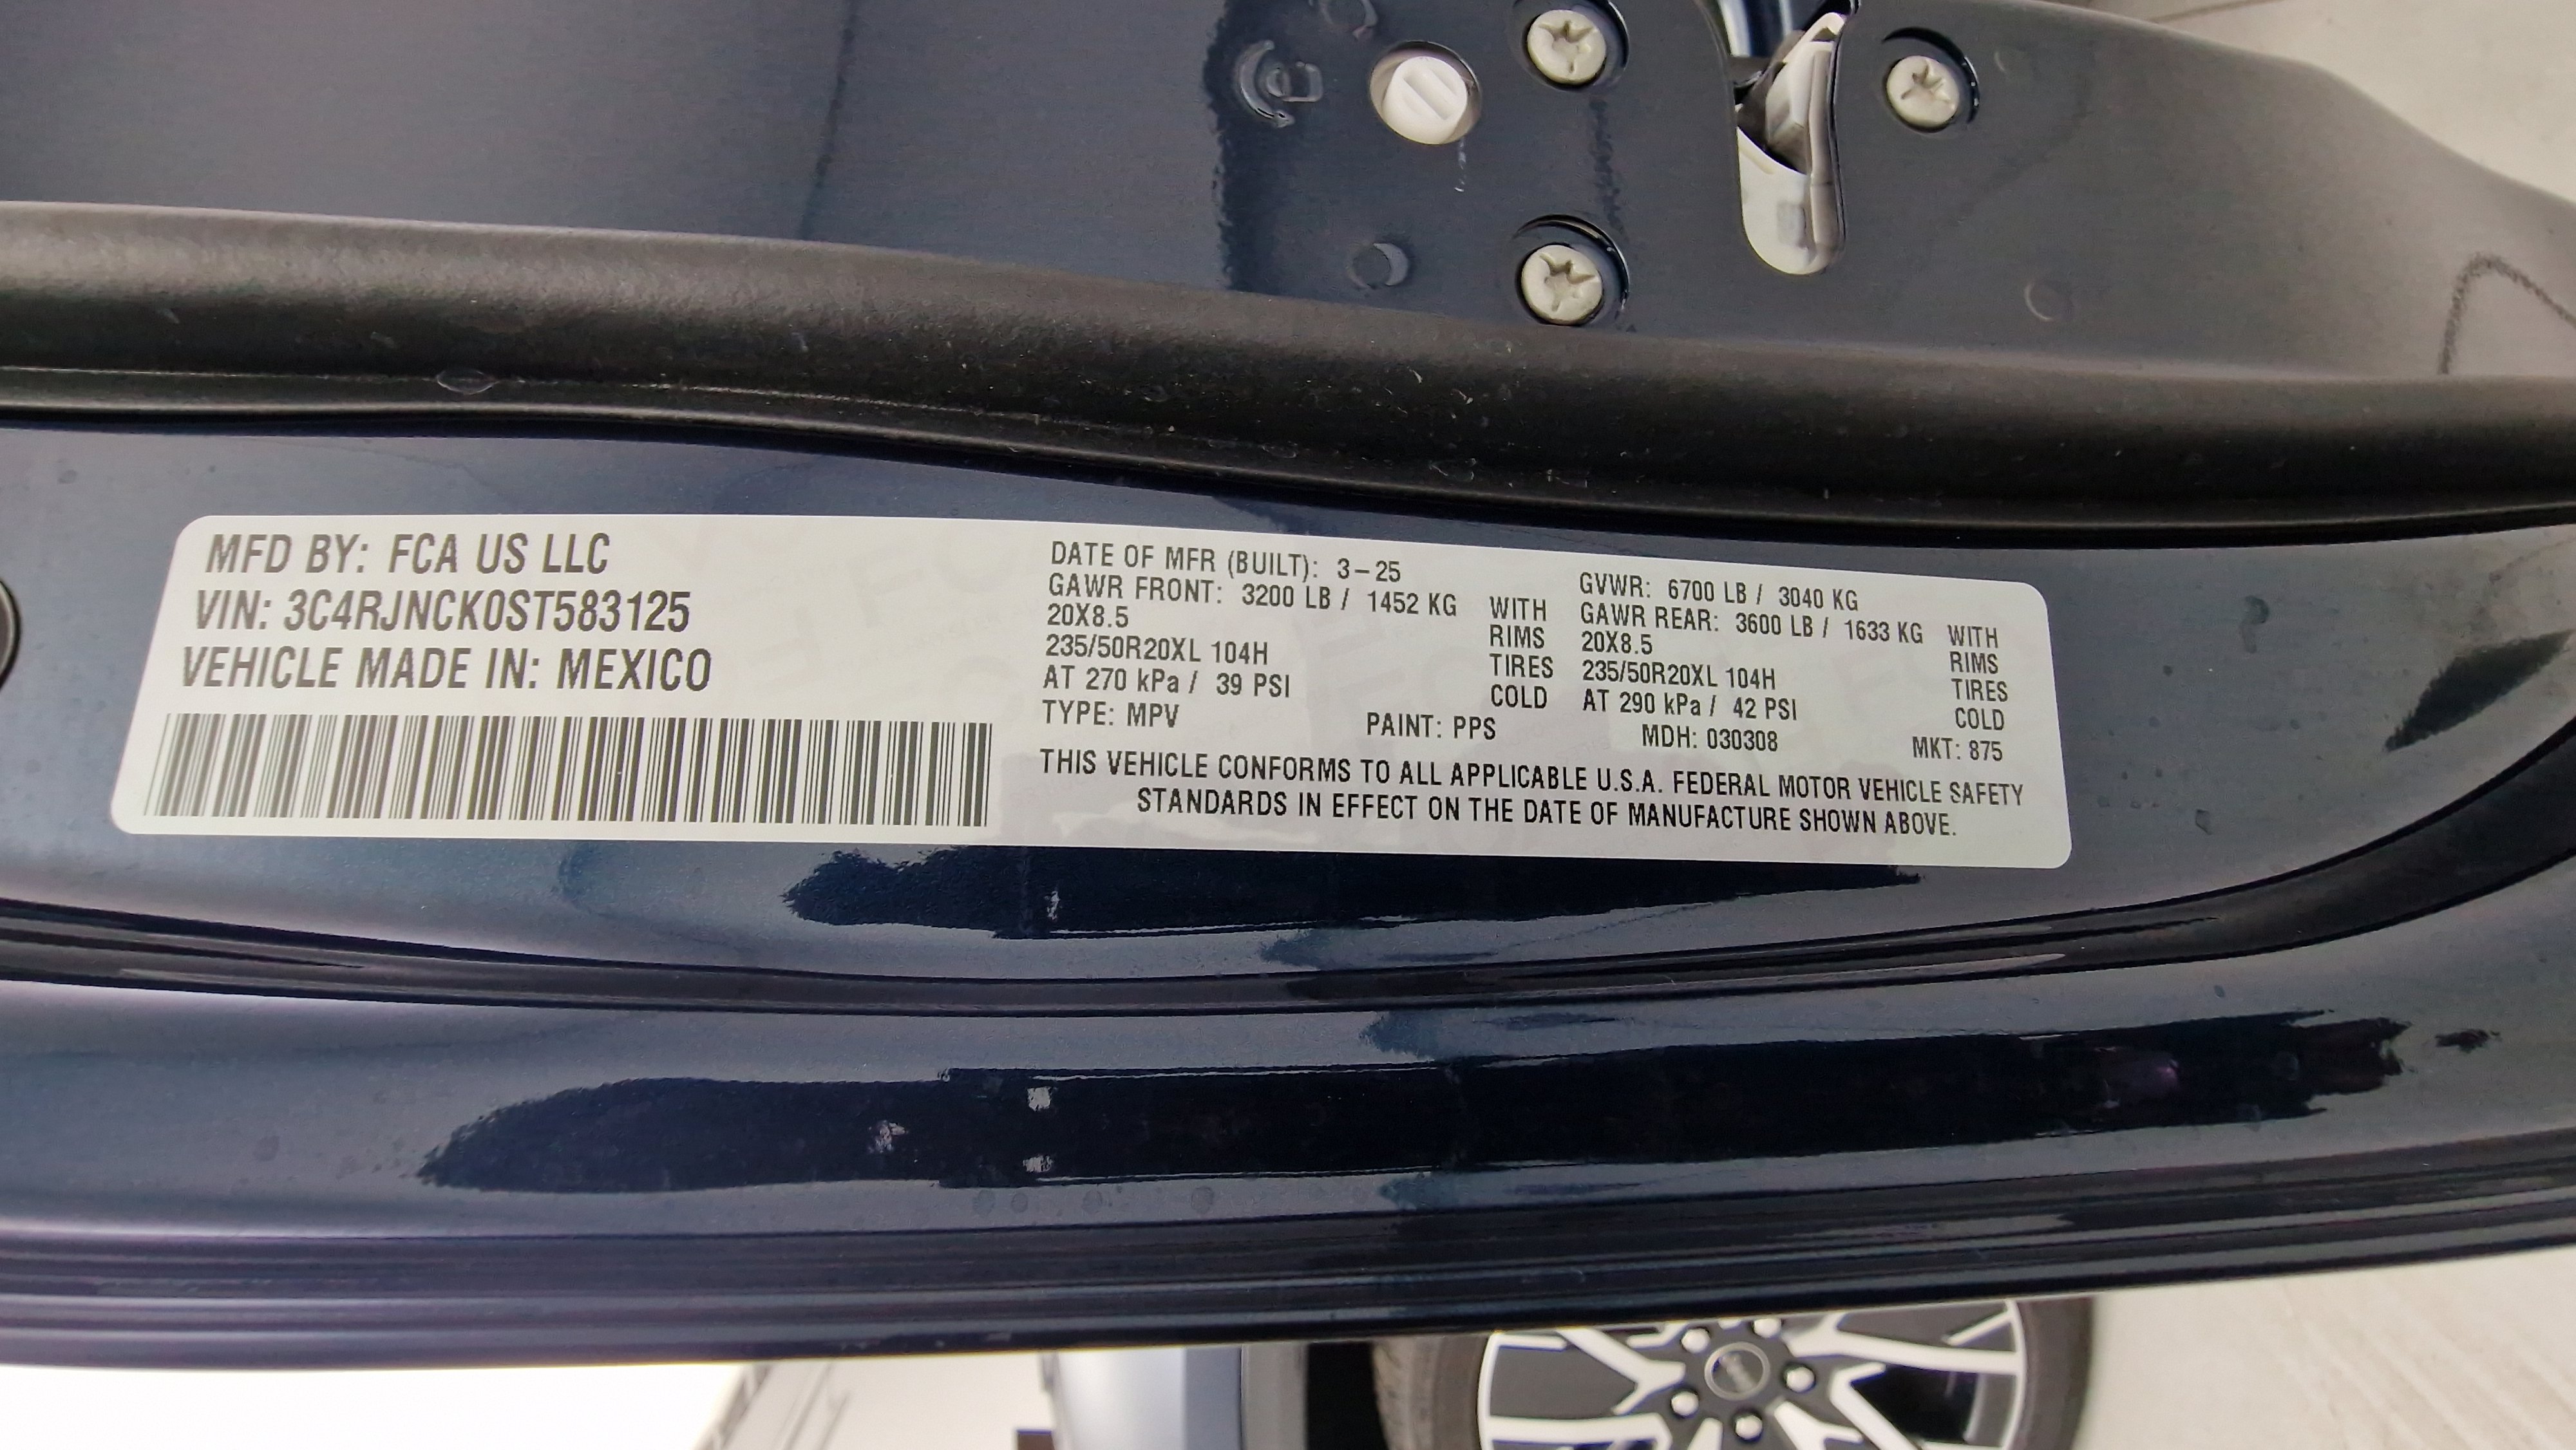 MFD BY: FCA US LLC
VIN: 3C4RJNCK0ST583125
VEHICLE MADE IN: MEXICO
DATE OF MFR (BUILT): 3-25
GAWR FRONT: 3200 LB / 1452 KG WITH
20X8.5 RIMS
235/50R20XL 104H TIRES
AT 270 kPa / 39 PSI COLD
GVWR: 6700 LB / 3040 KG
GAWR REAR: 3600 LB / 1633 KG WITH
20X8.5 RIMS
235/50R20XL 104H TIRES
AT 290 kPa / 42 PSI COLD
TYPE: MPV PAINT: PPS MDH: 030308 MKT: 875
THIS VEHICLE CONFORMS TO ALL APPLICABLE U.S.A. FEDERAL MOTOR VEHICLE SAFETY
STANDARDS IN EFFECT ON THE DATE OF MANUFACTURE SHOWN ABOVE.